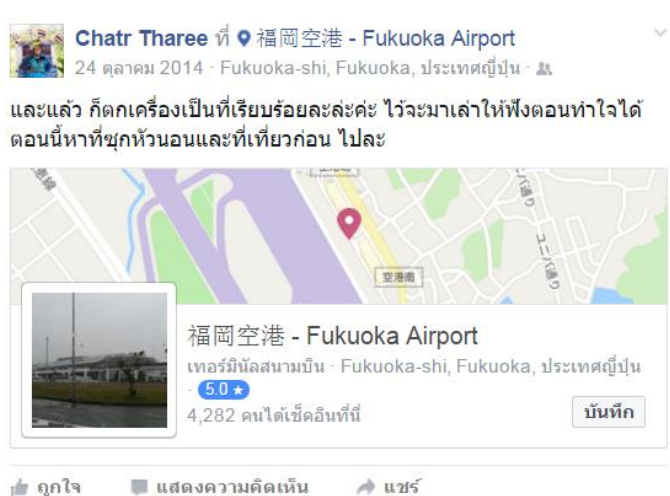 Chatr Tharee ที่ 福岡空港 - Fukuoka Airport
24 ตุลาคม 2014 · Fukuoka-shi, Fukuoka, ประเทศญี่ปุ่น ·
และแล้ว ก็ตกเครื่องเป็นที่เรียบร้อยละล่ะค่ะ ไว้จะมาเล่าให้ฟังตอนทำใจได้
ตอนนี้หาที่ซุกหัวนอนและที่เที่ยวก่อน ไปละ
空港南
ユニバ通り
福岡空港 - Fukuoka Airport
เทอร์มินัลสนามบิน · Fukuoka-shi, Fukuoka, ประเทศญี่ปุ่น
· 5.0 ★
4,282 คนได้เช็คอินที่นี่
บันทึก
ถูกใจ แสดงความคิดเห็น แชร์